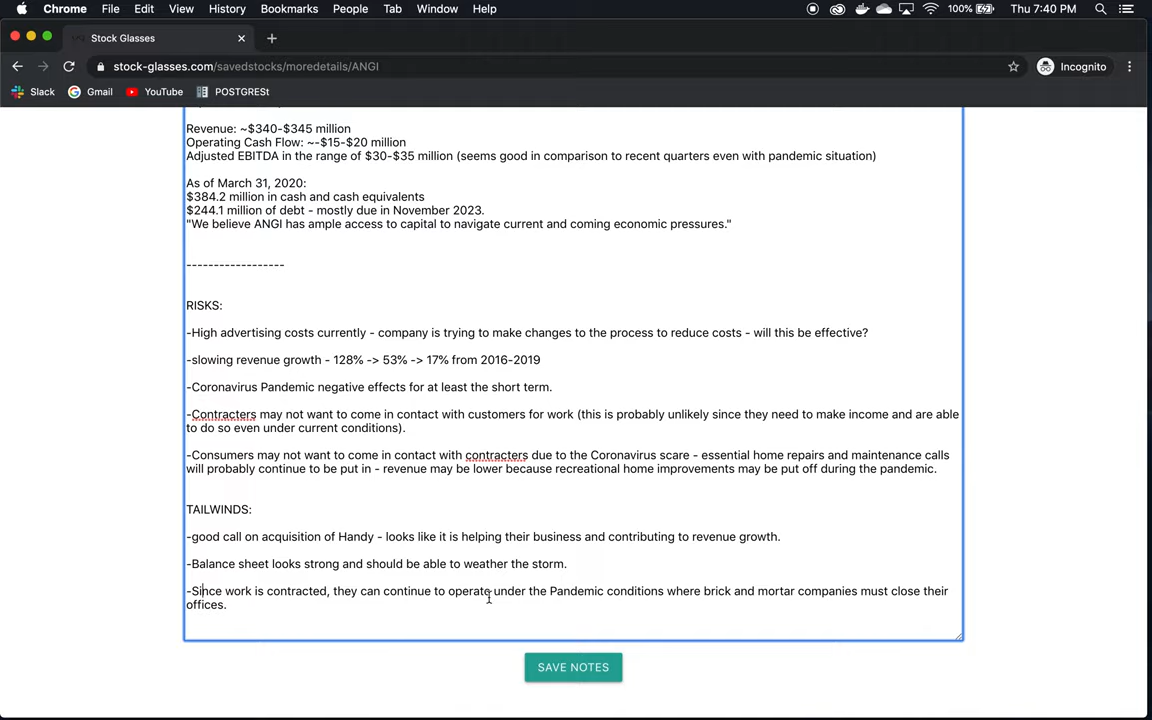 Chrome File Edit View History Bookmarks People Tab Window Help 100% Thu 7:40 PM
Stock Glasses
stock-glasses.com/savedstocks/moredetails/ANGI Incognito
Slack Gmail YouTube POSTGRESt
Revenue: ~$340-$345 million
Operating Cash Flow: ~-$15-$20 million
Adjusted EBITDA in the range of $30-$35 million (seems good in comparison to recent quarters even with pandemic situation)
As of March 31, 2020:
$384.2 million in cash and cash equivalents
$244.1 million of debt - mostly due in November 2023.
"We believe ANGI has ample access to capital to navigate current and coming economic pressures."
------------------
RISKS:
-High advertising costs currently - company is trying to make changes to the process to reduce costs - will this be effective?
-slowing revenue growth - 128% -> 53% -> 17% from 2016-2019
-Coronavirus Pandemic negative effects for at least the short term.
-Contracters may not want to come in contact with customers for work (this is probably unlikely since they need to make income and are able
to do so even under current conditions).
-Consumers may not want to come in contact with contracters due to the Coronavirus scare - essential home repairs and maintenance calls
will probably continue to be put in - revenue may be lower because recreational home improvements may be put off during the pandemic.
TAILWINDS:
-good call on acquisition of Handy - looks like it is helping their business and contributing to revenue growth.
-Balance sheet looks strong and should be able to weather the storm.
-Since work is contracted, they can continue to operate under the Pandemic conditions where brick and mortar companies must close their
offices.
SAVE NOTES